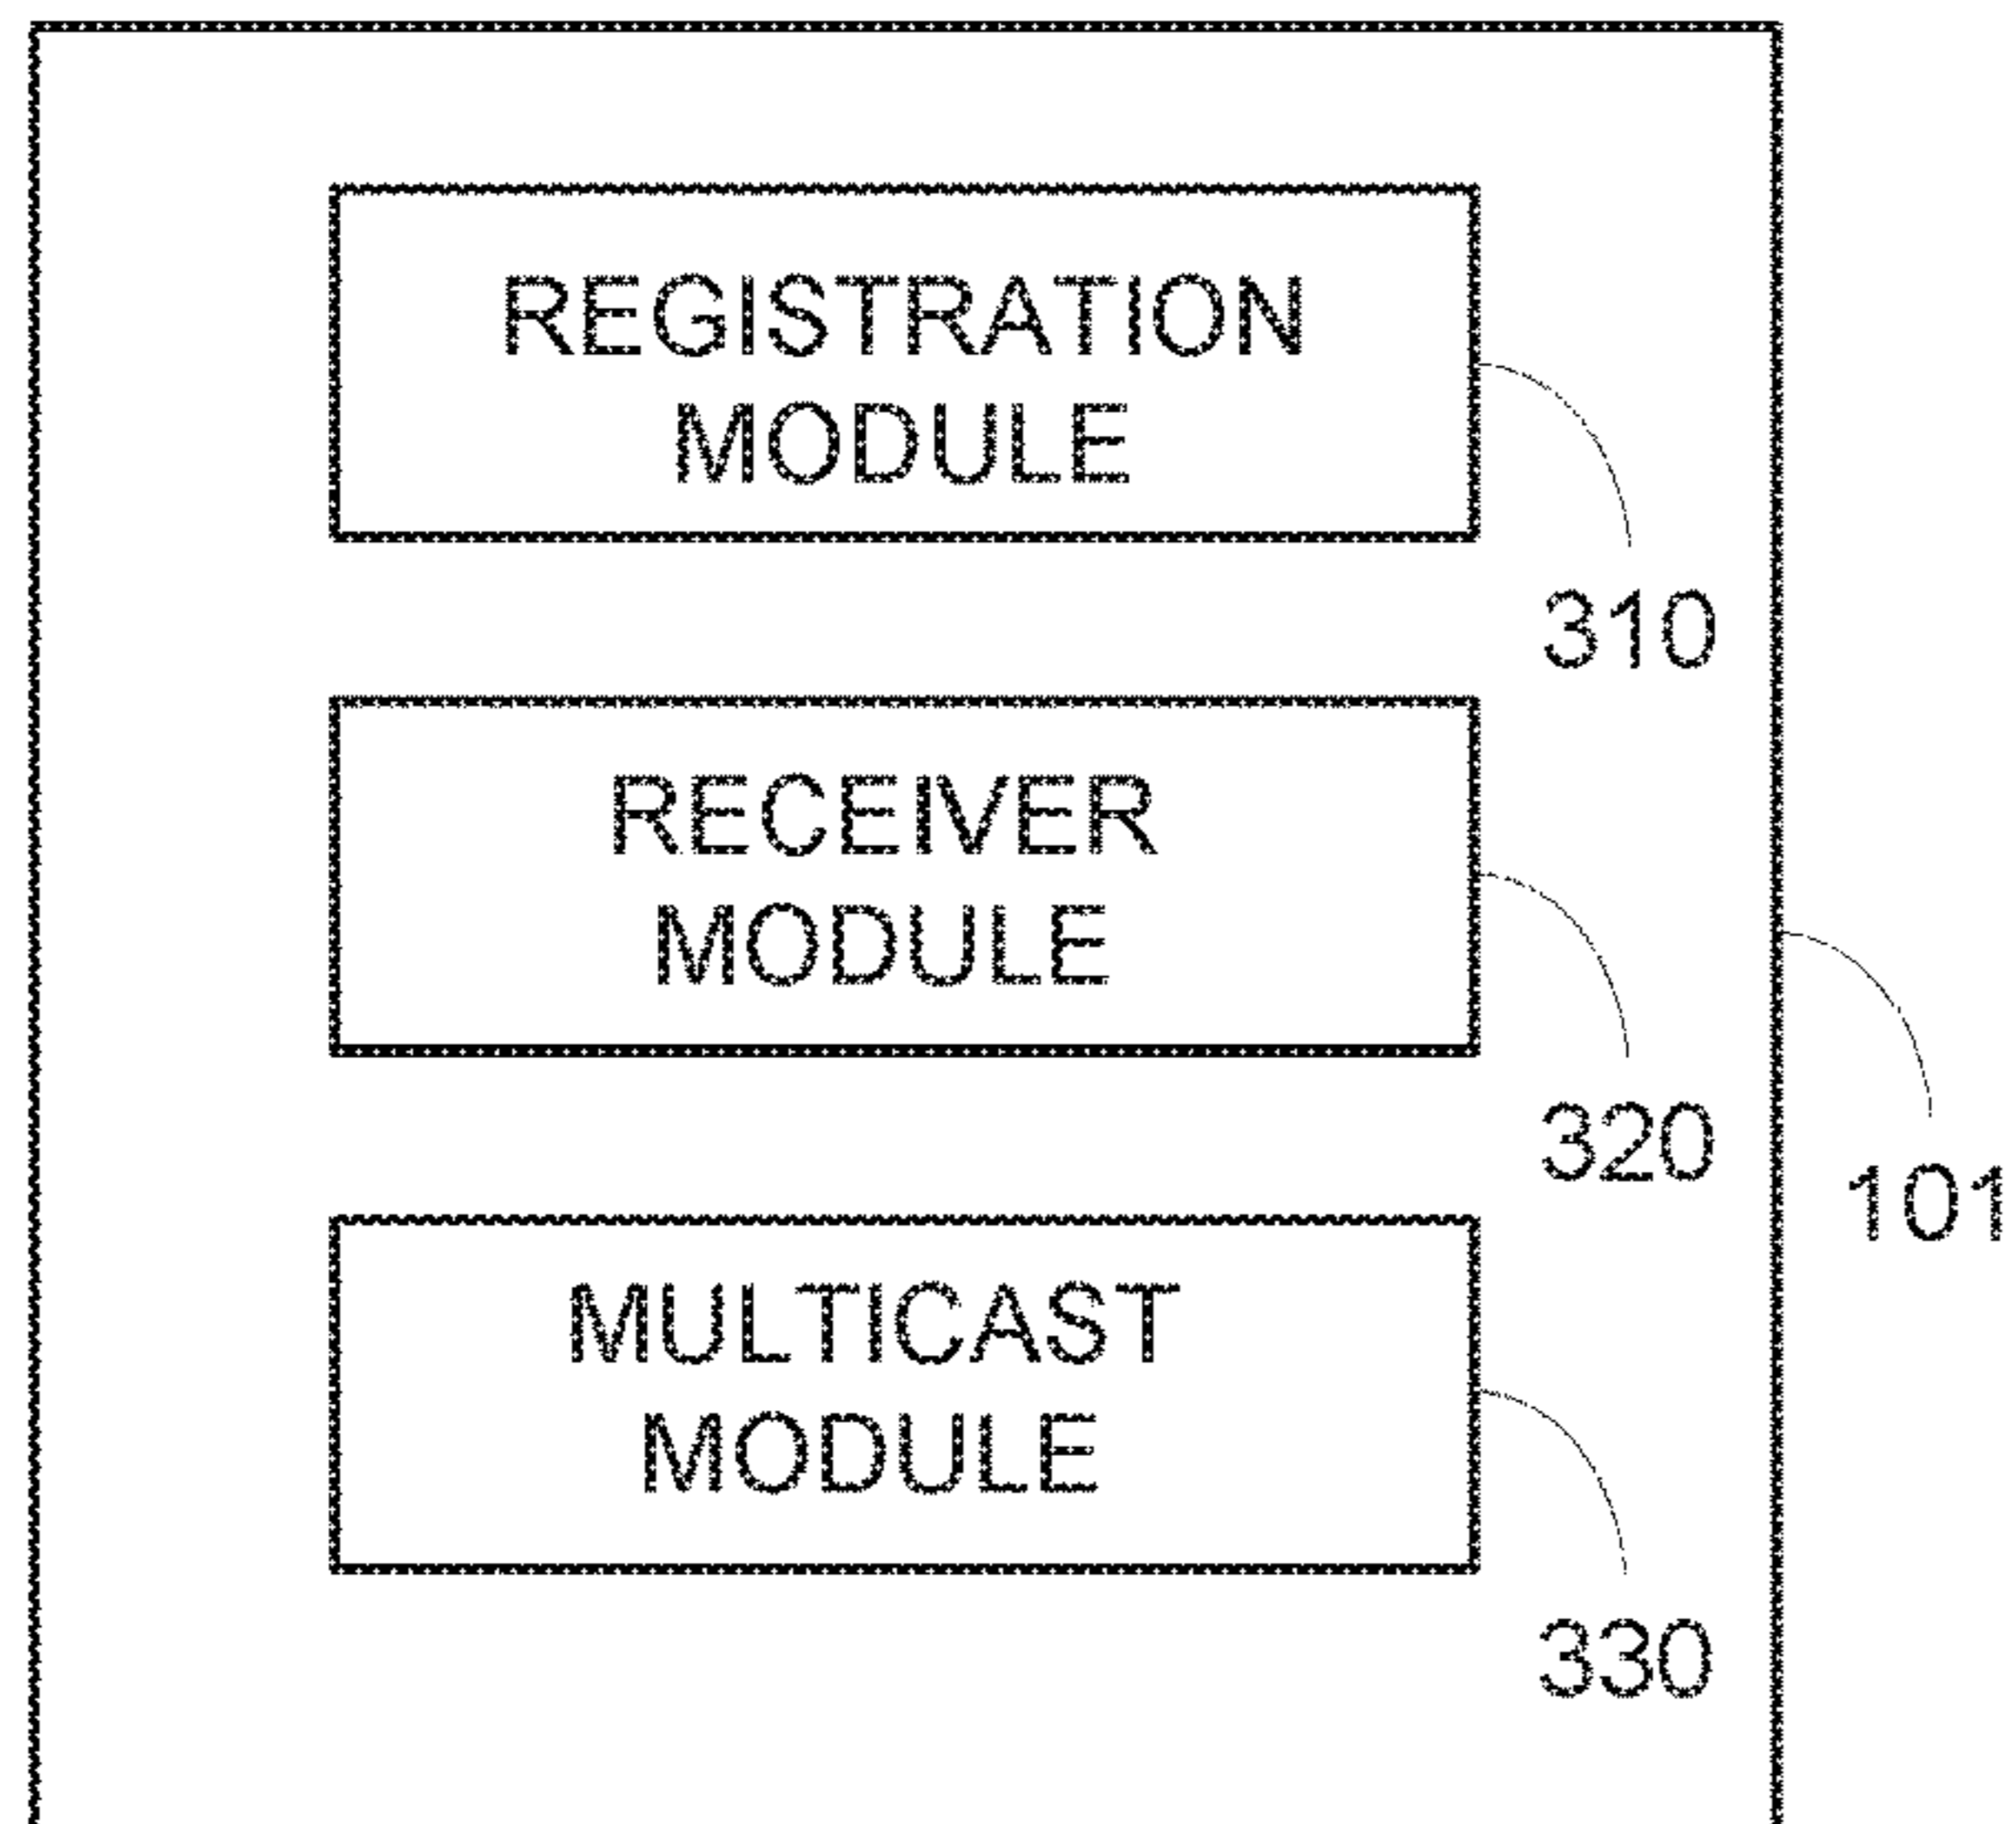 REGISTRATION
MODULE
310
RECEIVER
MODULE
320
101
MULTICAST
MODULE
330